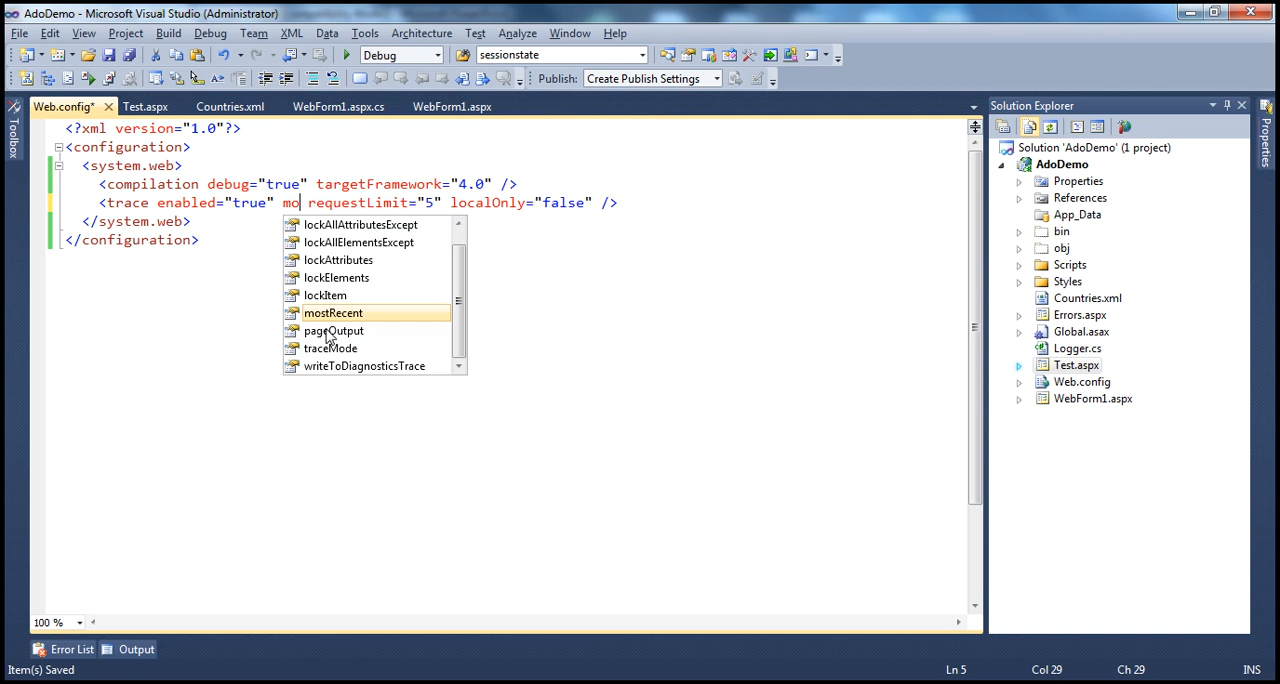 AdoDemo - Microsoft Visual Studio (Administrator)
File Edit View Project Build Debug Team XML Data Tools Architecture Test Analyze Window Help
Debug sessionstate
Publish: Create Publish Settings
Web.config* Test.aspx Countries.xml WebForm1.aspx.cs WebForm1.aspx
Toolbox
<?xml version="1.0"?>
<configuration>
<system.web>
<compilation debug="true" targetFramework="4.0" />
<trace enabled="true" mo requestLimit="5" localOnly="false" />
</system.web>
</configuration>
lockAllAttributesExcept
lockAllElementsExcept
lockAttributes
lockElements
lockItem
mostRecent
pageOutput
traceMode
writeToDiagnosticsTrace
100 %
Solution Explorer
Solution 'AdoDemo' (1 project)
AdoDemo
Properties
References
App_Data
bin
obj
Scripts
Styles
Countries.xml
Errors.aspx
Global.asax
Logger.cs
Test.aspx
Web.config
WebForm1.aspx
Properties
Error List Output
Item(s) Saved Ln 5 Col 29 Ch 29 INS